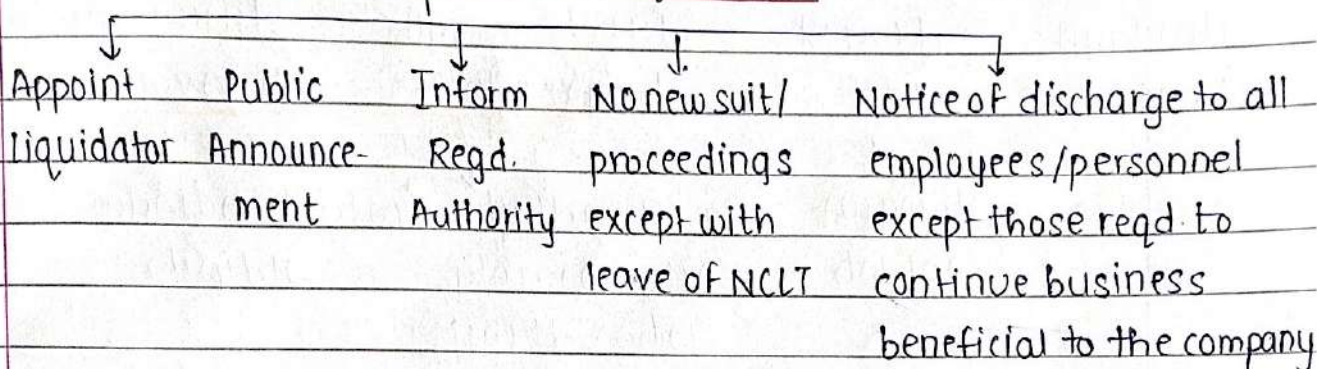 Appoint Public Inform No new suit/ Notice of discharge to all
Liquidator Announce- Regd. proceedings employees/personnel
ment Authority except with except those reqd. to
leave of NCLT continue business
beneficial to the company